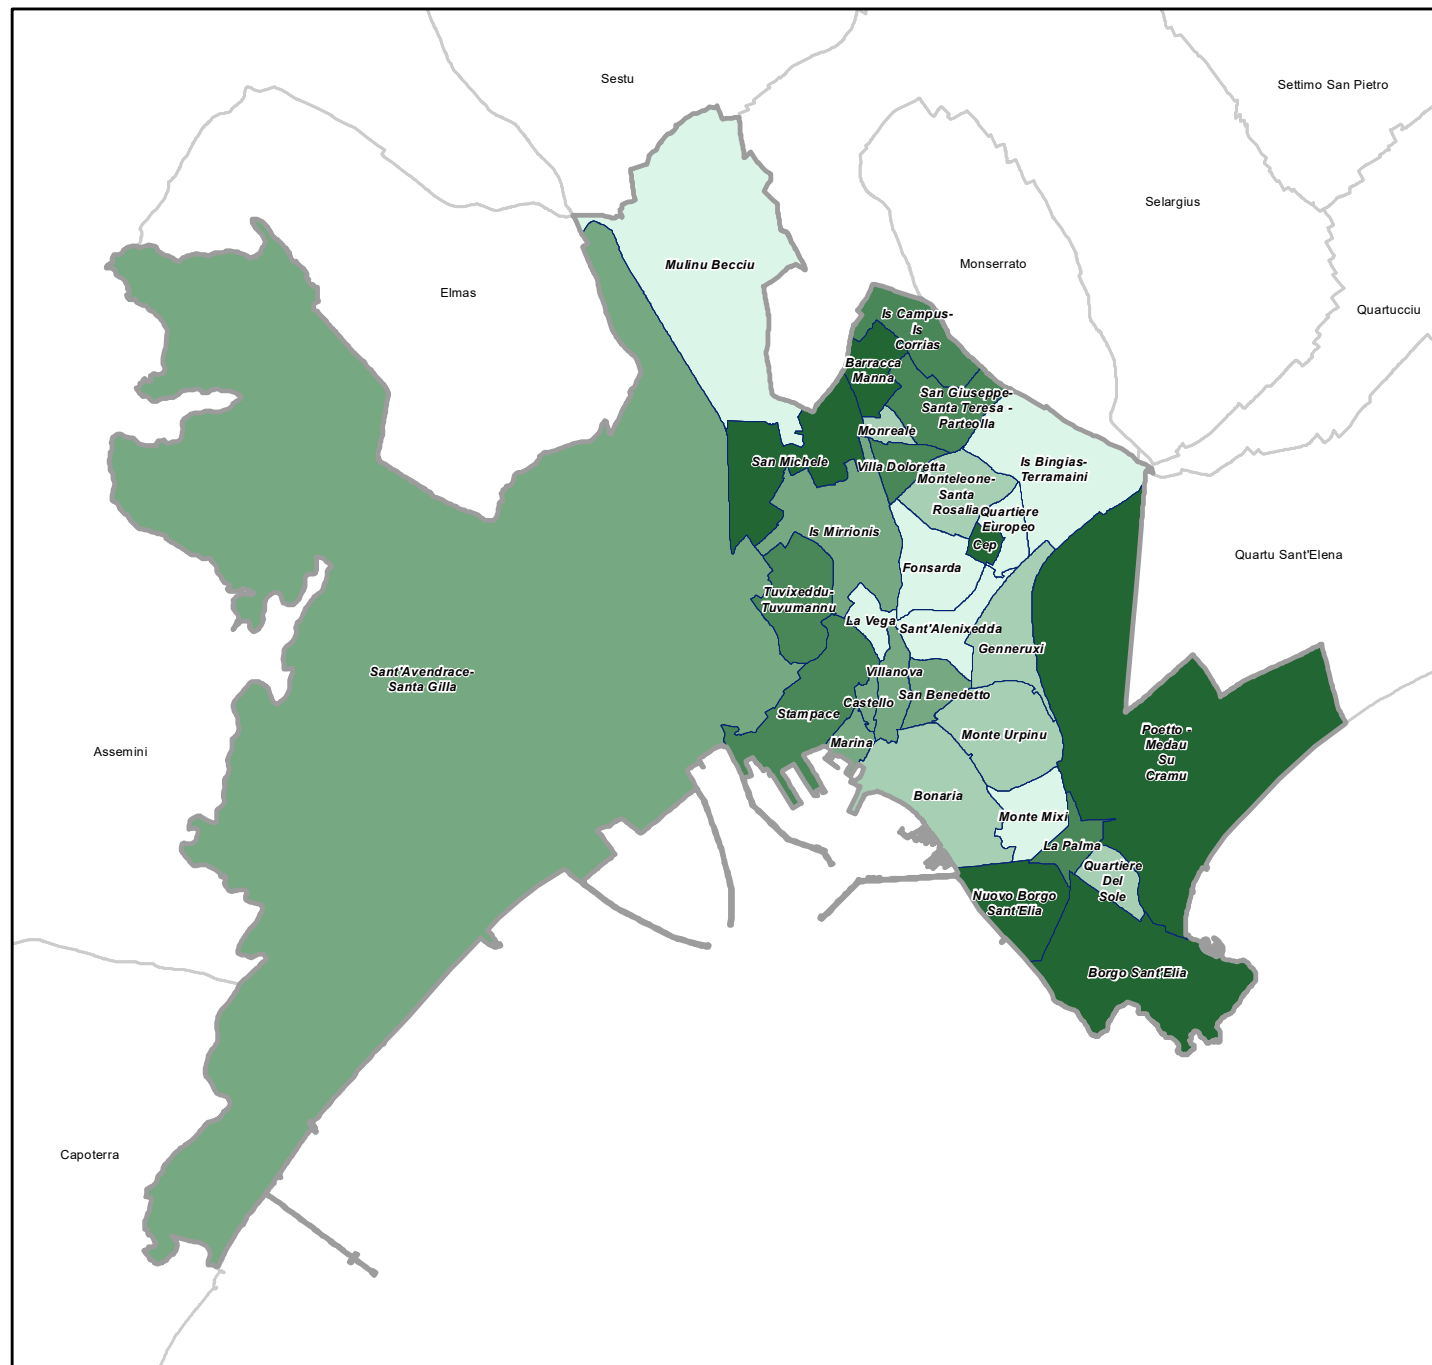 Sestu
Settimo San Pietro
Selargius
Mulinu Becciu
Monserrato
Elmas
Quartucciu
Is Campus-
Is
Corrias
Barracca
Manna
San Giuseppe-
Santa Teresa -
Parteolla
Monreale
San Michele
Villa Doloretta
Is Bingias-
Terramaini
Monteleone-
Santa
Rosalia
Quartiere
Europeo
Is Mirrionis
Cep
Quartu Sant'Elena
Fonsarda
Tuvixeddu-
Tuvumannu
La Vega
Sant'Alenixedda
Genneruxi
Sant'Avendrace-
Santa Gilla
Villanova
San Benedetto
Castello
Stampace
Marina
Monte Urpinu
Poetto -
Medau
Su
Cramu
Assemini
Bonaria
Monte Mixi
La Palma
Quartiere
Del
Sole
Nuovo Borgo
Sant'Elia
Borgo Sant'Elia
Capoterra